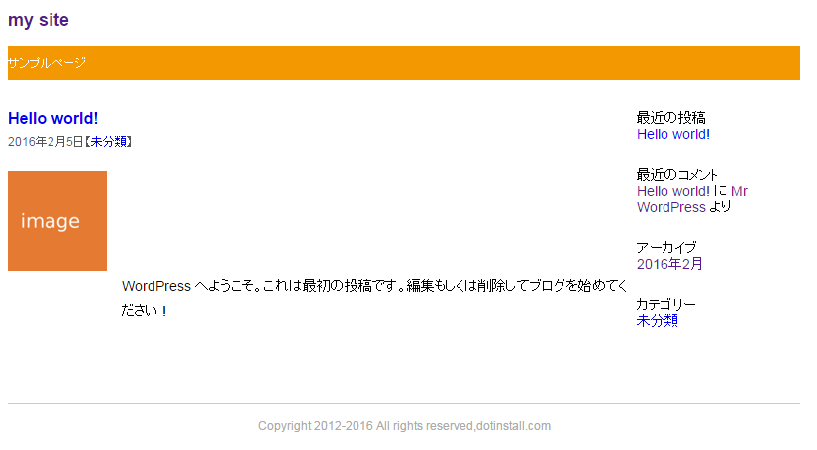 my site
サンプルページ
Hello world!
2016年2月5日【未分類】
image
WordPress へようこそ。これは最初の投稿です。編集もしくは削除してブログを始めてく
ださい !
最近の投稿
Hello world!
最近のコメント
Hello world! に Mr
WordPress より
アーカイブ
2016年2月
カテゴリー
未分類
Copyright 2012-2016 All rights reserved,dotinstall.com